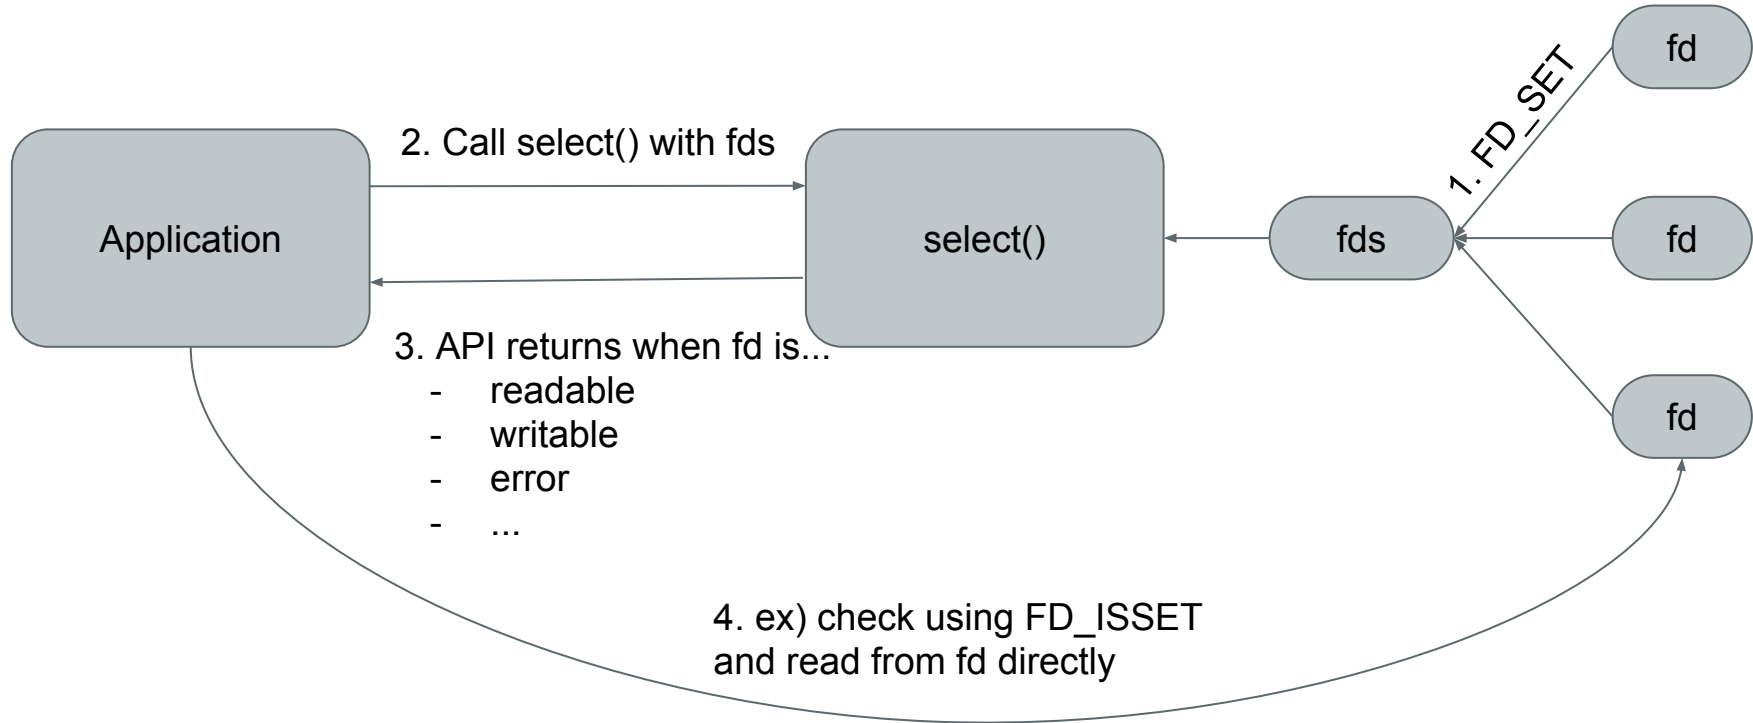 fd
1. FD_SET
2. Call select() with fds
Application
select()
fds
fd
3. API returns when fd is...
- readable
- writable
- error
- ...
fd
4. ex) check using FD_ISSET
and read from fd directly